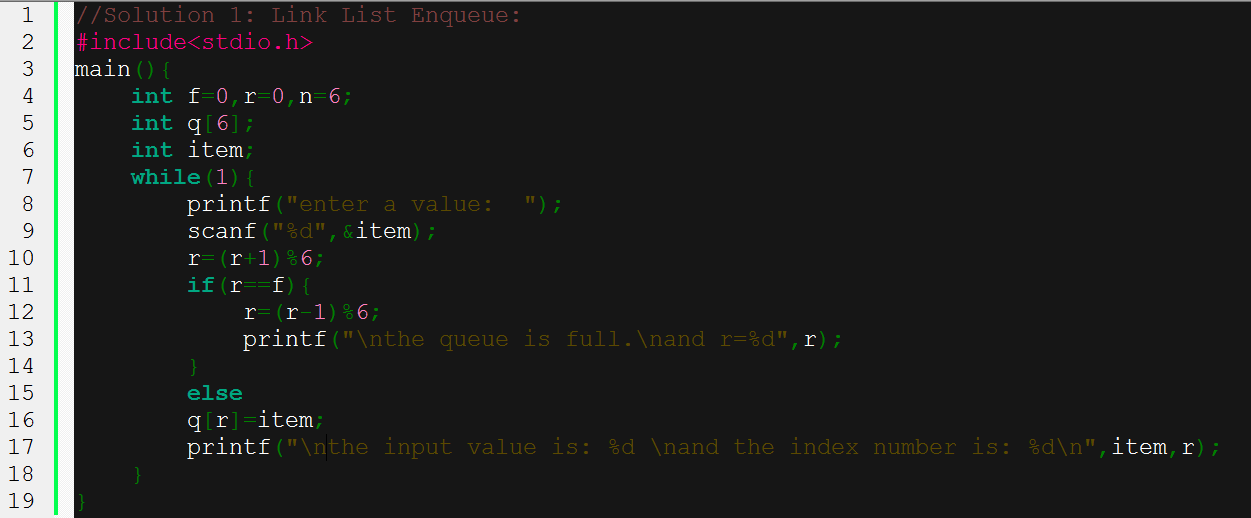 1 //Solution 1: Link List Enqueue:
2 #include<stdio.h>
3 main(){
4     int f=0,r=0,n=6;
5     int q[6];
6     int item;
7     while(1){
8         printf("enter a value:  ");
9         scanf("%d",&item);
10         r=(r+1)%6;
11         if(r==f){
12             r=(r-1)%6;
13             printf("\nthe queue is full.\nand r=%d",r);
14         }
15         else
16         q[r]=item;
17         printf("\nthe input value is: %d \nand the index number is: %d\n",item,r);
18     }
19 }